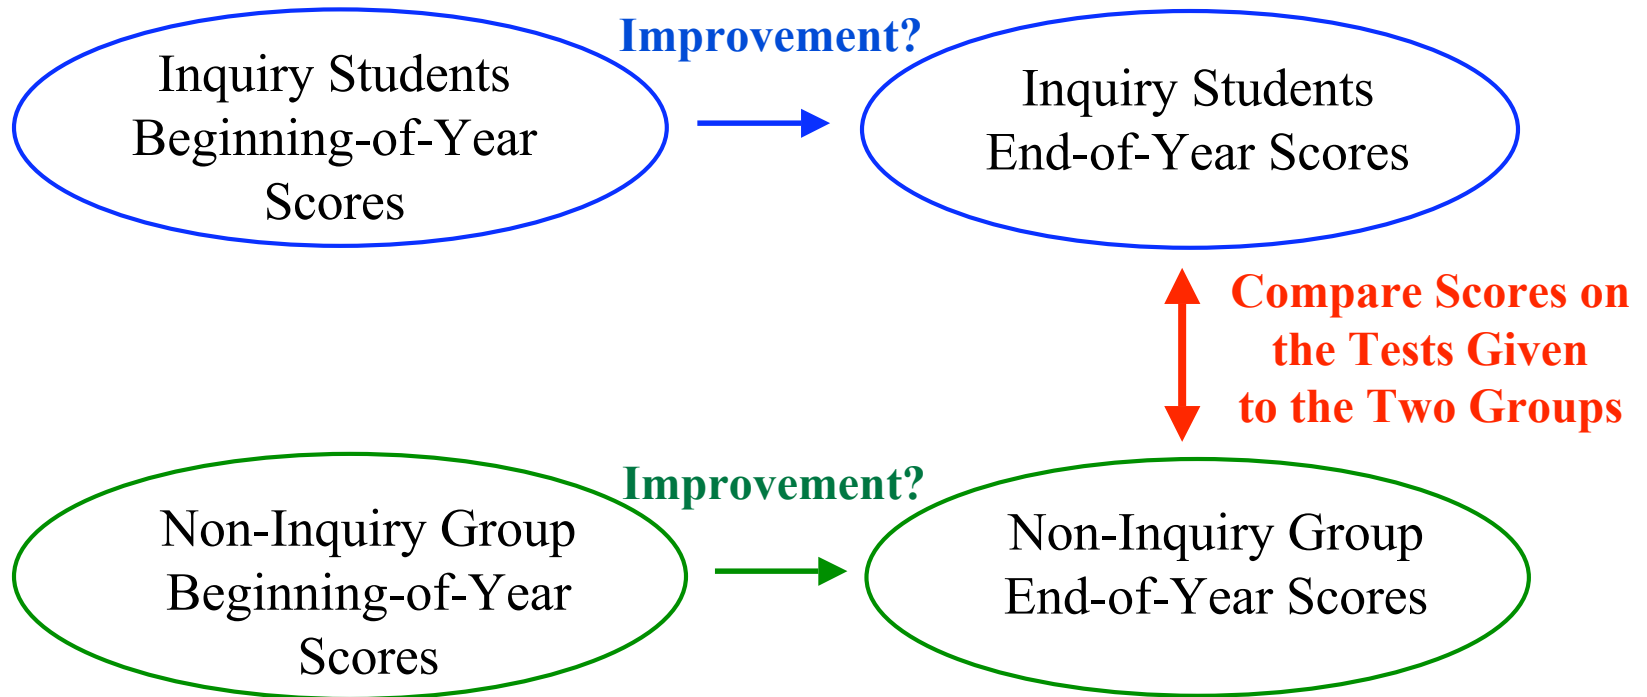 Improvement?
Inquiry Students
Beginning-of-Year
Scores
Inquiry Students
End-of-Year Scores
Compare Scores on
the Tests Given
to the Two Groups
Improvement?
Non-Inquiry Group
Beginning-of-Year
Scores
Non-Inquiry Group
End-of-Year Scores